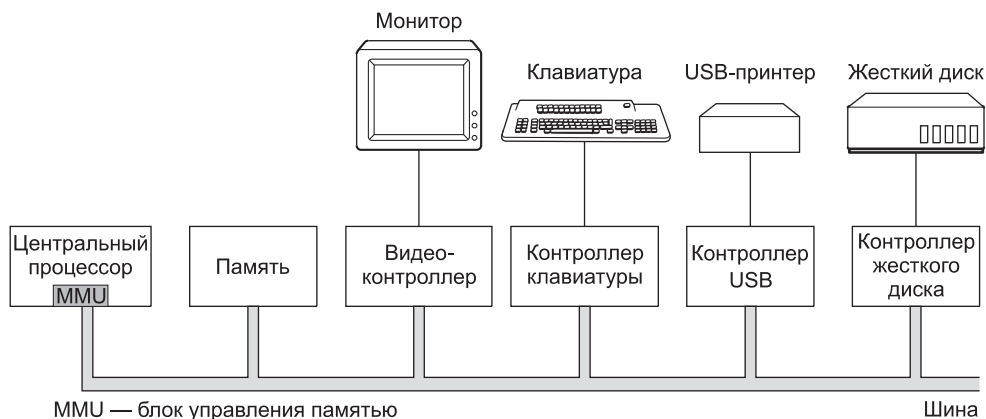 Монитор
Клавиатура
USB-принтер
Жесткий диск
Центральный
процессор
MMU
Память
Видео-
контроллер
Контроллер
клавиатуры
Контроллер
USB
Контроллер
жесткого
диска
MMU — блок управления памятью
Шина